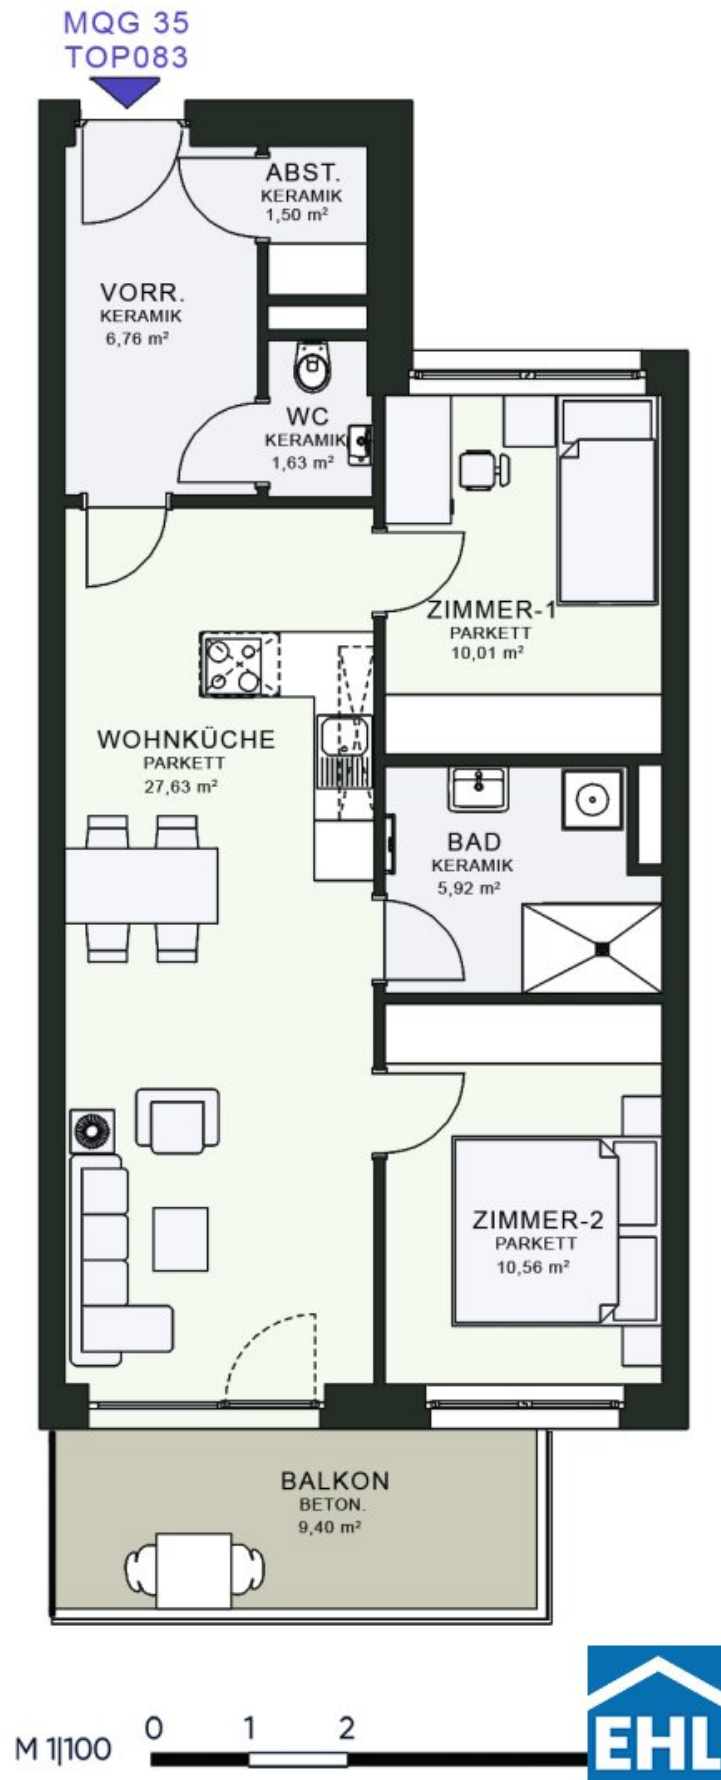 MQG 35
TOP083
ABST.
KERAMIK
1,50 m²
VORR.
KERAMIK
6,76 m²
WC
KERAMIK
1,63 m²
ZIMMER-1
PARKETT
10,01 m²
WOHNKÜCHE
PARKETT
27,63 m²
BAD
KERAMIK
5,92 m²
ZIMMER-2
PARKETT
10,56 m²
BALKON
BETON.
9,40 m²
M 1|100 0 1 2
EHL